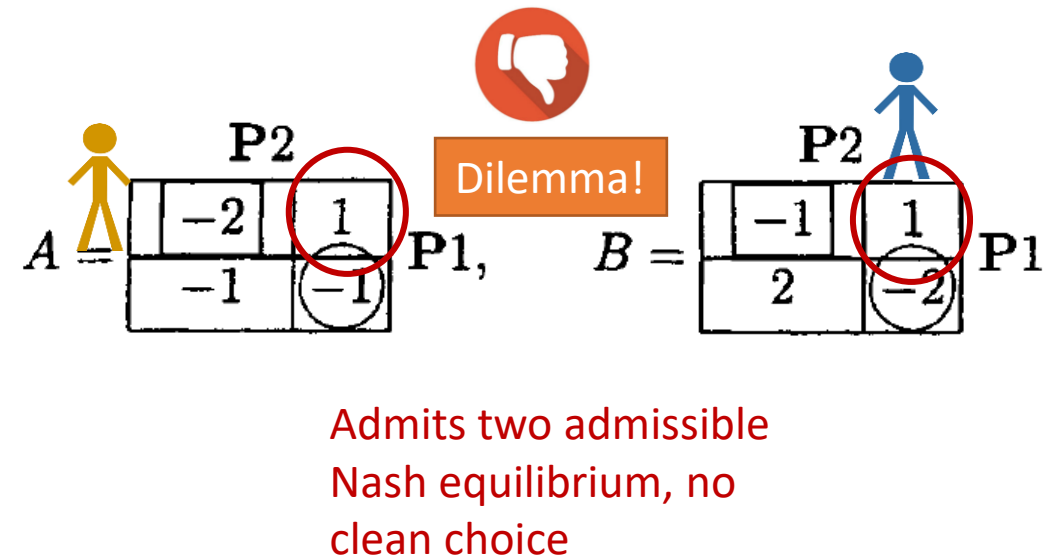 P2
Dilemma!
P2
A = -2 1 P1,
-1 -1
B = -1 1 P1
2 -2
Admits two admissible
Nash equilibrium, no
clean choice